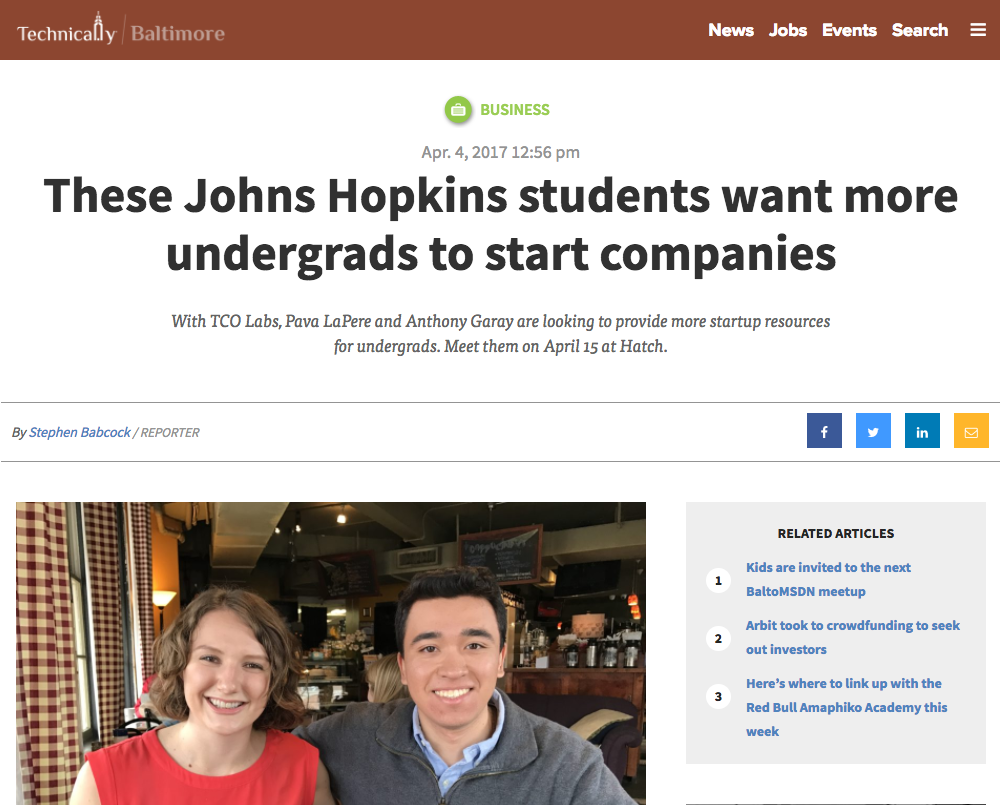 Technically Baltimore
News Jobs Events Search
BUSINESS
Apr. 4, 2017 12:56 pm
These Johns Hopkins students want more
undergrads to start companies
With TCO Labs, Pava LaPere and Anthony Garay are looking to provide more startup resources
for undergrads. Meet them on April 15 at Hatch.
By Stephen Babcock / REPORTER
RELATED ARTICLES
1 Kids are invited to the next
BaltoMSDN meetup
2 Arbit took to crowdfunding to seek
out investors
3 Here’s where to link up with the
Red Bull Amaphiko Academy this
week